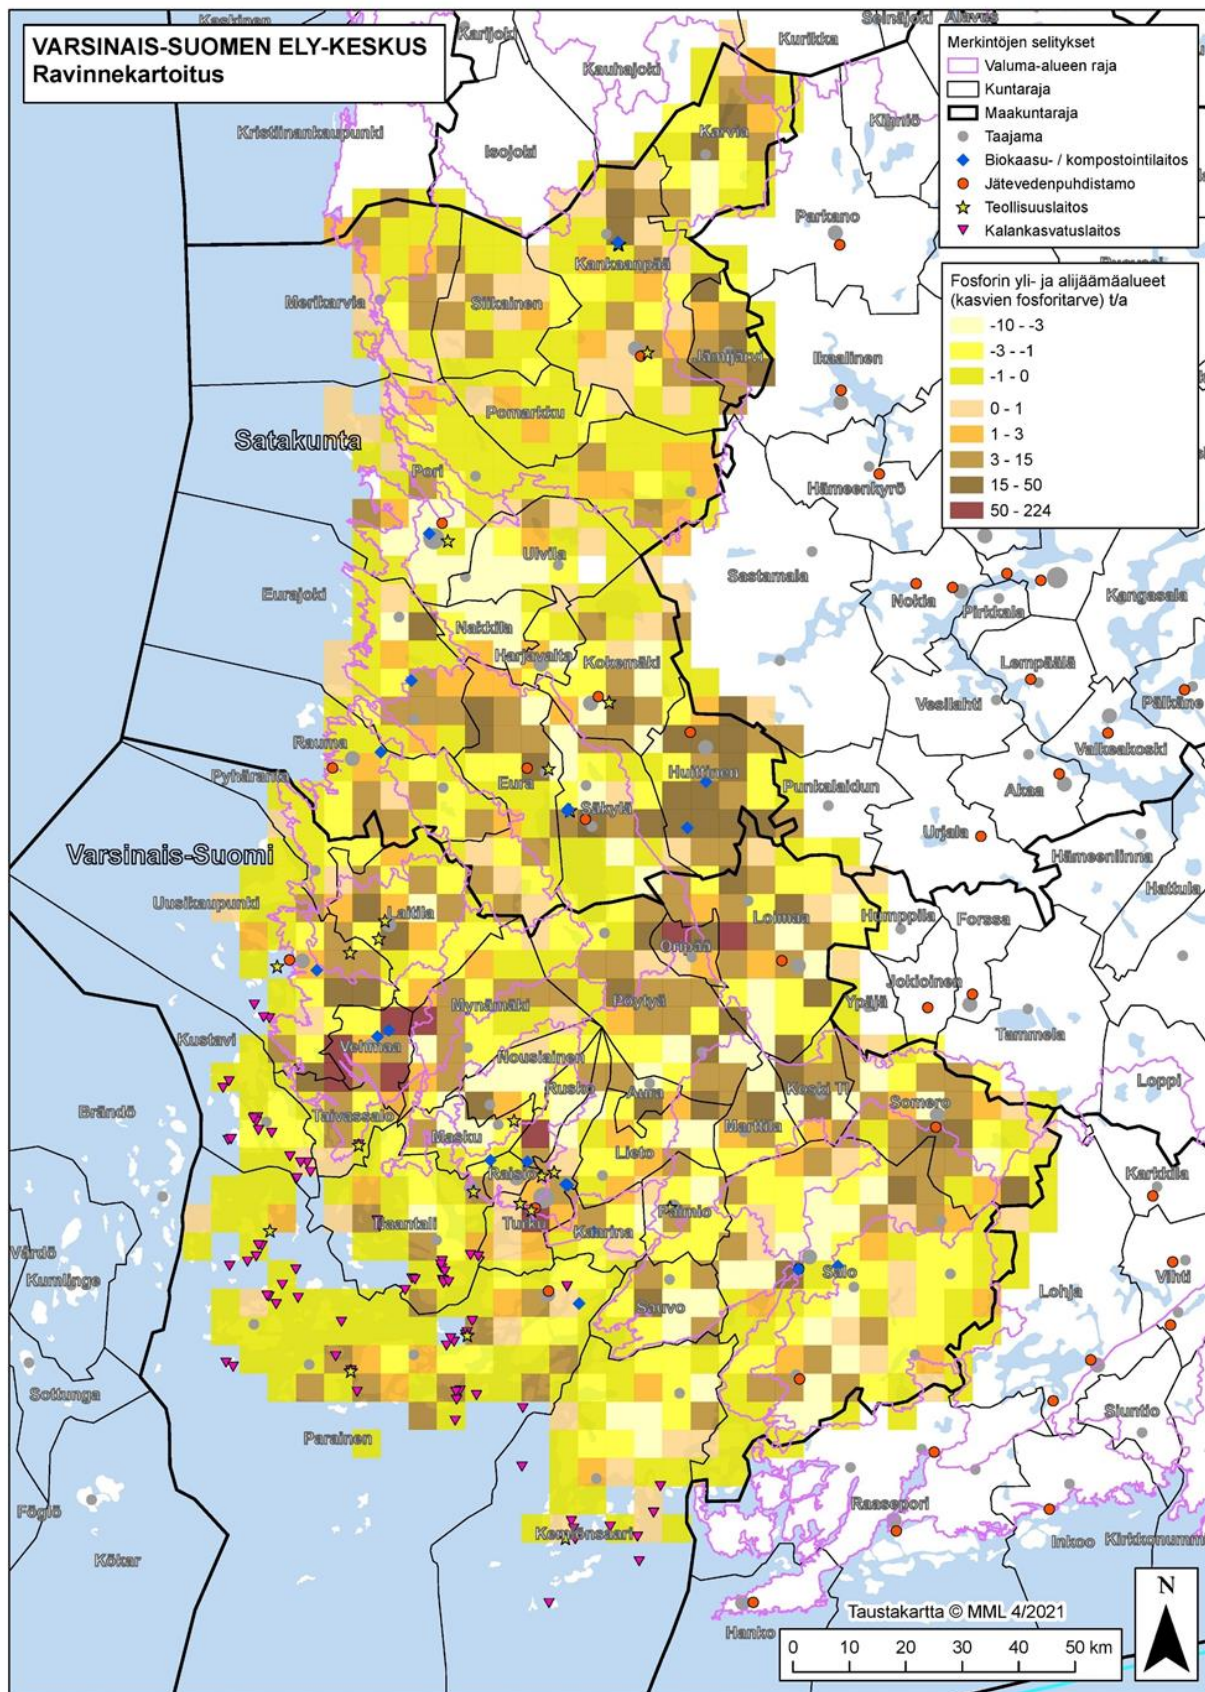 VARSINAIS-SUOMEN ELY-KESKUS
Ravinnekartoitus
Merkintöjen selitykset
Valuma-alueen raja
Kuntaraja
Maakuntaraja
Taajama
Biokaasu- / kompostointilaitos
Jätevedenpuhdistamo
Teollisuuslaitos
Kalankasvatuslaitos
Fosforin yli- ja alijäämäalueet
(kasvien fosforitarve) t/a
-10 - -3
-3 - -1
-1 - 0
0 - 1
1 - 3
3 - 15
15 - 50
50 - 224
Kaskinen
Karijoki
Seinäjoki
Alavus
Kurikka
Kauhajoki
Kristiinankaupunki
Isojoki
Karvia
Kihniö
Parkano
Kankaanpää
Merikarvia
Siikainen
Jämijärvi
Ikaalinen
Pomarkku
Satakunta
Pori
Hämeenkyrö
Ulvila
Sastamala
Eurajoki
Nokia
Pirkkala
Kangasala
Nakkila
Harjavalta
Kokemäki
Lempäälä
Vesilahti
Pälkäne
Rauma
Valkeakoski
Pyhäranta
Eura
Huittinen
Punkalaidun
Akaa
Säkylä
Urjala
Varsinais-Suomi
Hämeenlinna
Hattula
Uusikaupunki
Laitila
Loimaa
Humppila
Forssa
Oripää
Jokioinen
Mynämäki
Pöytyä
Ypäjä
Tammela
Kustavi
Vehmaa
Nousiainen
Rusko
Aura
Koski Tl
Loppi
Brändö
Taivassalo
Somero
Masku
Marttila
Lieto
Raisio
Karkkila
Naantali
Turku
Kaarina
Paimio
Vårdö
Kumlinge
Salo
Vihti
Lohja
Sauvo
Sottunga
Siuntio
Parainen
Föglö
Raasepori
Kemiönsaari
Inkoo
Kirkkonummi
Kökar
Hanko
Taustakartta © MML 4/2021
0 10 20 30 40 50 km
N